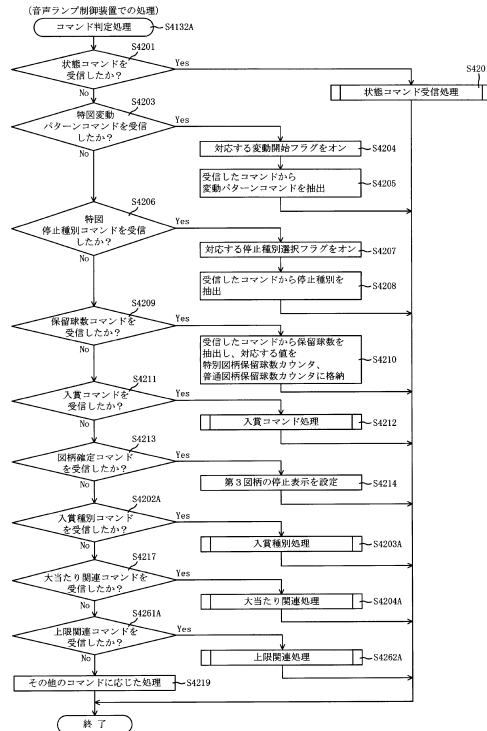 (音声ランプ制御装置での処理)
コマンド判定処理
S4132A
S4201
状態コマンドを
受信したか?
Yes
No
S420
状態コマンド受信処理
S4203
特図変動
パターンコマンドを受信
したか?
Yes
No
対応する変動開始フラグをオン
S4204
受信したコマンドから
変動パターンコマンドを抽出
S4205
S4206
特図
停止種別コマンドを受信
したか?
Yes
No
対応する停止種別選択フラグをオン
S4207
受信したコマンドから停止種別を
抽出
S4208
S4209
保留球数コマンドを
受信したか?
Yes
No
受信したコマンドから保留球数を
抽出し、対応する値を
特別図柄保留球数カウンタ、
普通図柄保留球数カウンタに格納
S4210
S4211
入賞コマンドを
受信したか?
Yes
No
入賞コマンド処理
S4212
S4213
図柄確定コマンド
を受信したか?
Yes
No
第3図柄の停止表示を設定
S4214
S4202A
入賞種別コマンド
を受信したか?
Yes
No
入賞種別処理
S4203A
S4217
大当たり関連コマンドを
受信したか?
Yes
No
大当たり関連処理
S4204A
S4261A
上限関連コマンドを
受信したか?
Yes
No
上限関連処理
S4262A
その他のコマンドに応じた処理
S4219
終了